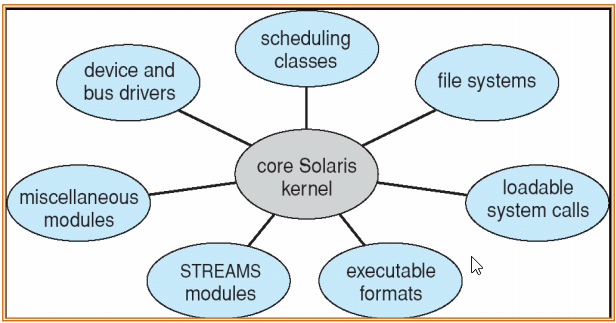 scheduling
classes
device and
bus drivers
file systems
core Solaris
kernel
miscellaneous
modules
loadable
system calls
STREAMS
modules
executable
formats